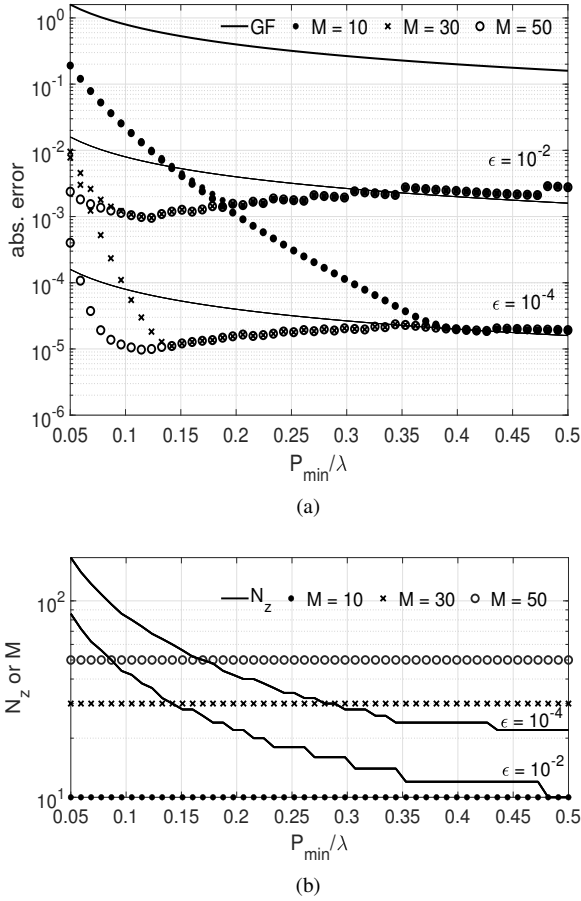 GF M = 10 M = 30 M = 50
10^0
10^-1
10^-2
10^-3
10^-4
10^-5
10^-6
abs. error
ϵ = 10^-2
ϵ = 10^-4
0.05 0.1 0.15 0.2 0.25 0.3 0.35 0.4 0.45 0.5
P_min/λ
(a)
N_z M = 10 M = 30 M = 50
10^2
10^1
N_z or M
ϵ = 10^-4
ϵ = 10^-2
0.05 0.1 0.15 0.2 0.25 0.3 0.35 0.4 0.45 0.5
P_min/λ
(b)